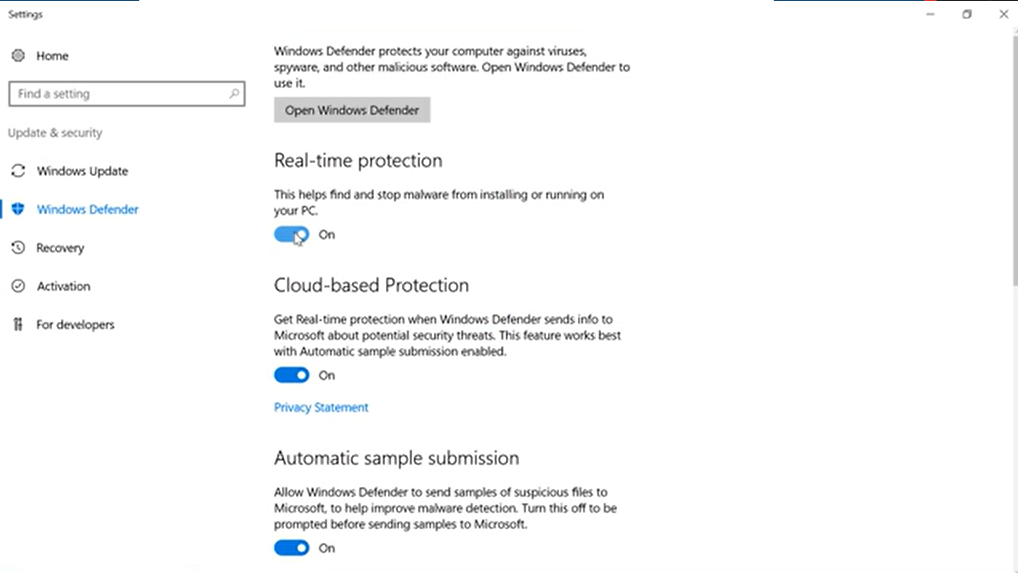 Settings
Home
Find a setting
Update & security
Windows Update
Windows Defender
Recovery
Activation
For developers
Windows Defender protects your computer against viruses,
spyware, and other malicious software. Open Windows Defender to
use it.
Open Windows Defender
Real-time protection
This helps find and stop malware from installing or running on
your PC.
On
Cloud-based Protection
Get Real-time protection when Windows Defender sends info to
Microsoft about potential security threats. This feature works best
with Automatic sample submission enabled.
On
Privacy Statement
Automatic sample submission
Allow Windows Defender to send samples of suspicious files to
Microsoft, to help improve malware detection. Turn this off to be
prompted before sending samples to Microsoft.
On